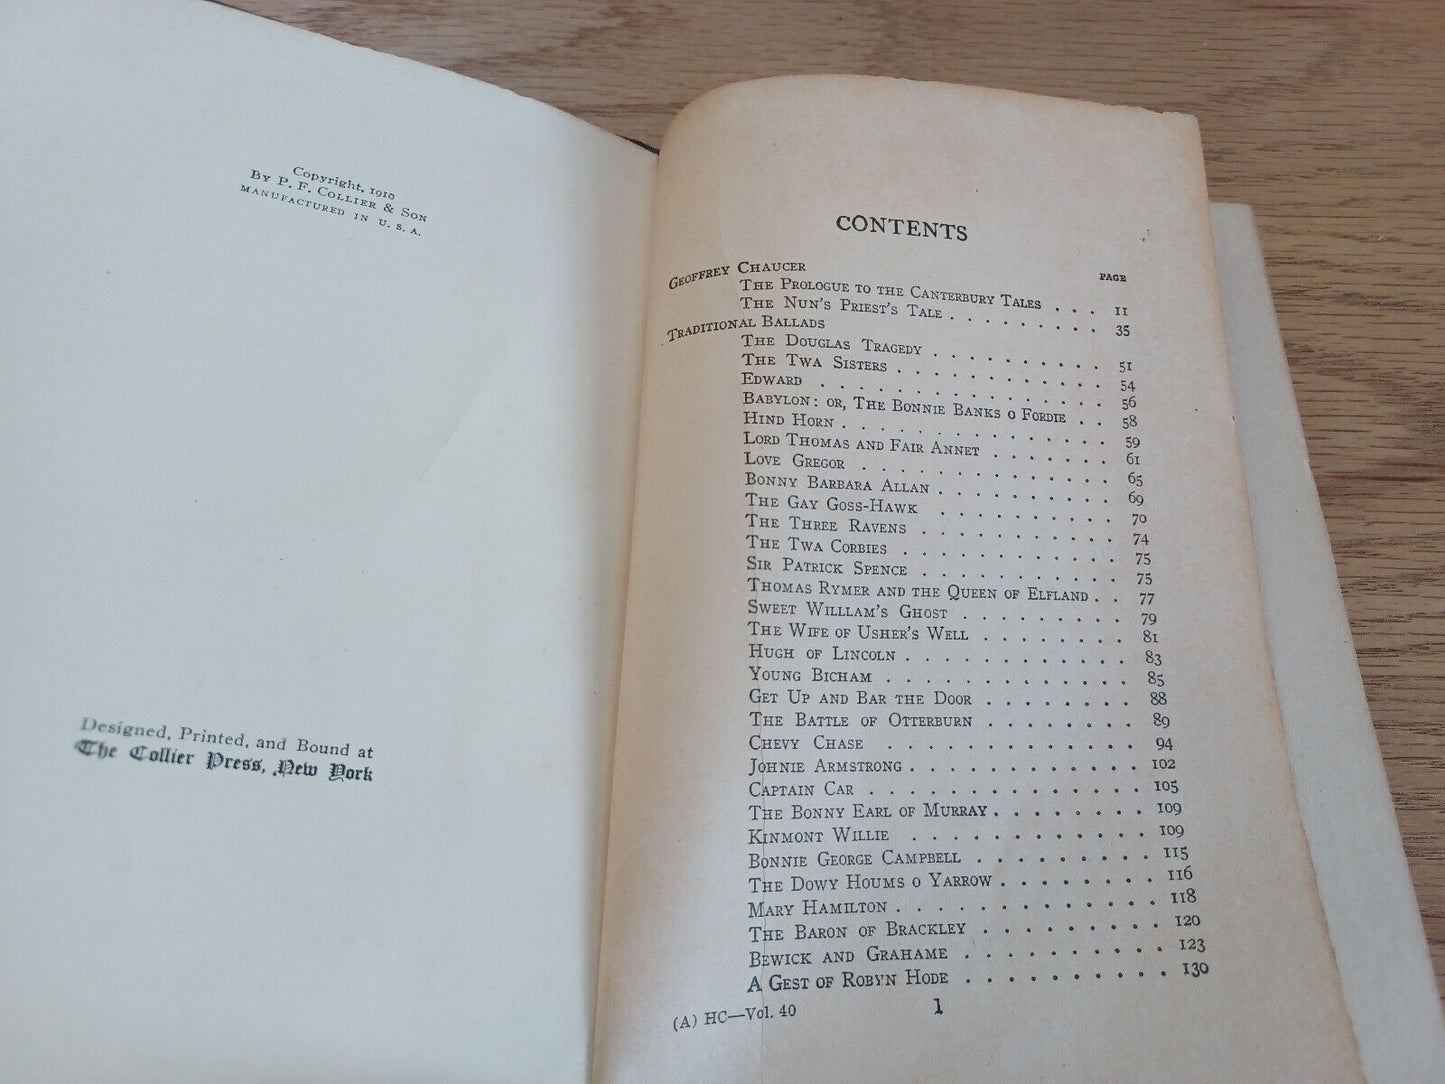 Copyright, 1910
By P. F. Collier & Son
MANUFACTURED IN U. S. A.
Designed, Printed, and Bound at
The Collier Press, New York
CONTENTS
PAGE
Geoffrey Chaucer
The Prologue to the Canterbury Tales . . . 11
The Nun's Priest's Tale . . . . . . . . . 35
Traditional Ballads
The Douglas Tragedy . . . . . . . . . . 51
The Twa Sisters . . . . . . . . . . . . 54
Edward . . . . . . . . . . . . . . . 56
Babylon: or, The Bonnie Banks o Fordie . . 58
Hind Horn . . . . . . . . . . . . . . 59
Lord Thomas and Fair Annet . . . . . . . 61
Love Gregor . . . . . . . . . . . . . 65
Bonny Barbara Allan . . . . . . . . . . 69
The Gay Goss-Hawk . . . . . . . . . . 70
The Three Ravens . . . . . . . . . . . 74
The Twa Corbies . . . . . . . . . . . 75
Sir Patrick Spence . . . . . . . . . . . 75
Thomas Rymer and the Queen of Elfland . . 77
Sweet Willlam's Ghost . . . . . . . . . 79
The Wife of Usher's Well . . . . . . . . 81
Hugh of Lincoln . . . . . . . . . . . . 83
Young Bicham . . . . . . . . . . . . . 85
Get Up and Bar the Door . . . . . . . . 88
The Battle of Otterburn . . . . . . . . 89
Chevy Chase . . . . . . . . . . . . . 94
Johnie Armstrong . . . . . . . . . . . . 102
Captain Car . . . . . . . . . . . . . . 105
The Bonny Earl of Murray . . . . . . . . 109
Kinmont Willie . . . . . . . . . . . . 109
Bonnie George Campbell . . . . . . . . . 115
The Dowy Houms o Yarrow . . . . . . . . 116
Mary Hamilton . . . . . . . . . . . . . 118
The Baron of Brackley . . . . . . . . . 120
Bewick and Grahame . . . . . . . . . . 123
A Gest of Robyn Hode . . . . . . . . . . 130
(A) HC—Vol. 40 1